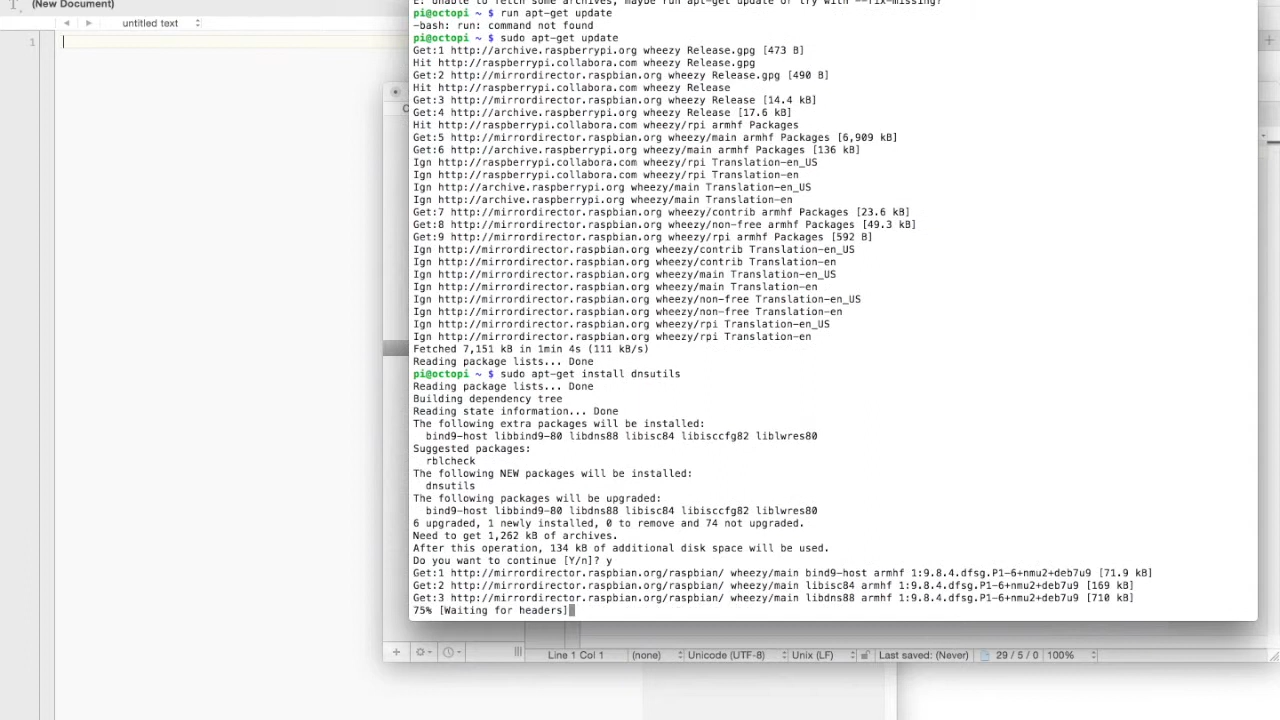 (New Document)
untitled text
1
E: Unable to fetch some archives, maybe run apt-get update or try with --fix-missing?
pi@octopi ~ $ run apt-get update
-bash: run: command not found
pi@octopi ~ $ sudo apt-get update
Get:1 http://archive.raspberrypi.org wheezy Release.gpg [473 B]
Hit http://raspberrypi.collabora.com wheezy Release.gpg
Get:2 http://mirrordirector.raspbian.org wheezy Release.gpg [490 B]
Hit http://raspberrypi.collabora.com wheezy Release
Get:3 http://mirrordirector.raspbian.org wheezy Release [14.4 kB]
Get:4 http://archive.raspberrypi.org wheezy Release [17.6 kB]
Hit http://raspberrypi.collabora.com wheezy/rpi armhf Packages
Get:5 http://mirrordirector.raspbian.org wheezy/main armhf Packages [6,909 kB]
Get:6 http://archive.raspberrypi.org wheezy/main armhf Packages [136 kB]
Ign http://raspberrypi.collabora.com wheezy/rpi Translation-en_US
Ign http://raspberrypi.collabora.com wheezy/rpi Translation-en
Ign http://archive.raspberrypi.org wheezy/main Translation-en_US
Ign http://archive.raspberrypi.org wheezy/main Translation-en
Get:7 http://mirrordirector.raspbian.org wheezy/contrib armhf Packages [23.6 kB]
Get:8 http://mirrordirector.raspbian.org wheezy/non-free armhf Packages [49.3 kB]
Get:9 http://mirrordirector.raspbian.org wheezy/rpi armhf Packages [592 B]
Ign http://mirrordirector.raspbian.org wheezy/contrib Translation-en_US
Ign http://mirrordirector.raspbian.org wheezy/contrib Translation-en
Ign http://mirrordirector.raspbian.org wheezy/main Translation-en_US
Ign http://mirrordirector.raspbian.org wheezy/main Translation-en
Ign http://mirrordirector.raspbian.org wheezy/non-free Translation-en_US
Ign http://mirrordirector.raspbian.org wheezy/non-free Translation-en
Ign http://mirrordirector.raspbian.org wheezy/rpi Translation-en_US
Ign http://mirrordirector.raspbian.org wheezy/rpi Translation-en
Fetched 7,151 kB in 1min 4s (111 kB/s)
Reading package lists... Done
pi@octopi ~ $ sudo apt-get install dnsutils
Reading package lists... Done
Building dependency tree
Reading state information... Done
The following extra packages will be installed:
bind9-host libbind9-80 libdns88 libisc84 libisccfg82 liblwres80
Suggested packages:
rblcheck
The following NEW packages will be installed:
dnsutils
The following packages will be upgraded:
bind9-host libbind9-80 libdns88 libisc84 libisccfg82 liblwres80
6 upgraded, 1 newly installed, 0 to remove and 74 not upgraded.
Need to get 1,262 kB of archives.
After this operation, 134 kB of additional disk space will be used.
Do you want to continue [Y/n]? y
Get:1 http://mirrordirector.raspbian.org/raspbian/ wheezy/main bind9-host armhf 1:9.8.4.dfsg.P1-6+nmu2+deb7u9 [71.9 kB]
Get:2 http://mirrordirector.raspbian.org/raspbian/ wheezy/main libisc84 armhf 1:9.8.4.dfsg.P1-6+nmu2+deb7u9 [169 kB]
Get:3 http://mirrordirector.raspbian.org/raspbian/ wheezy/main libdns88 armhf 1:9.8.4.dfsg.P1-6+nmu2+deb7u9 [710 kB]
75% [Waiting for headers]
Line 1 Col 1 (none) Unicode (UTF-8) Unix (LF) Last saved: (Never) 29 / 5 / 0 100%